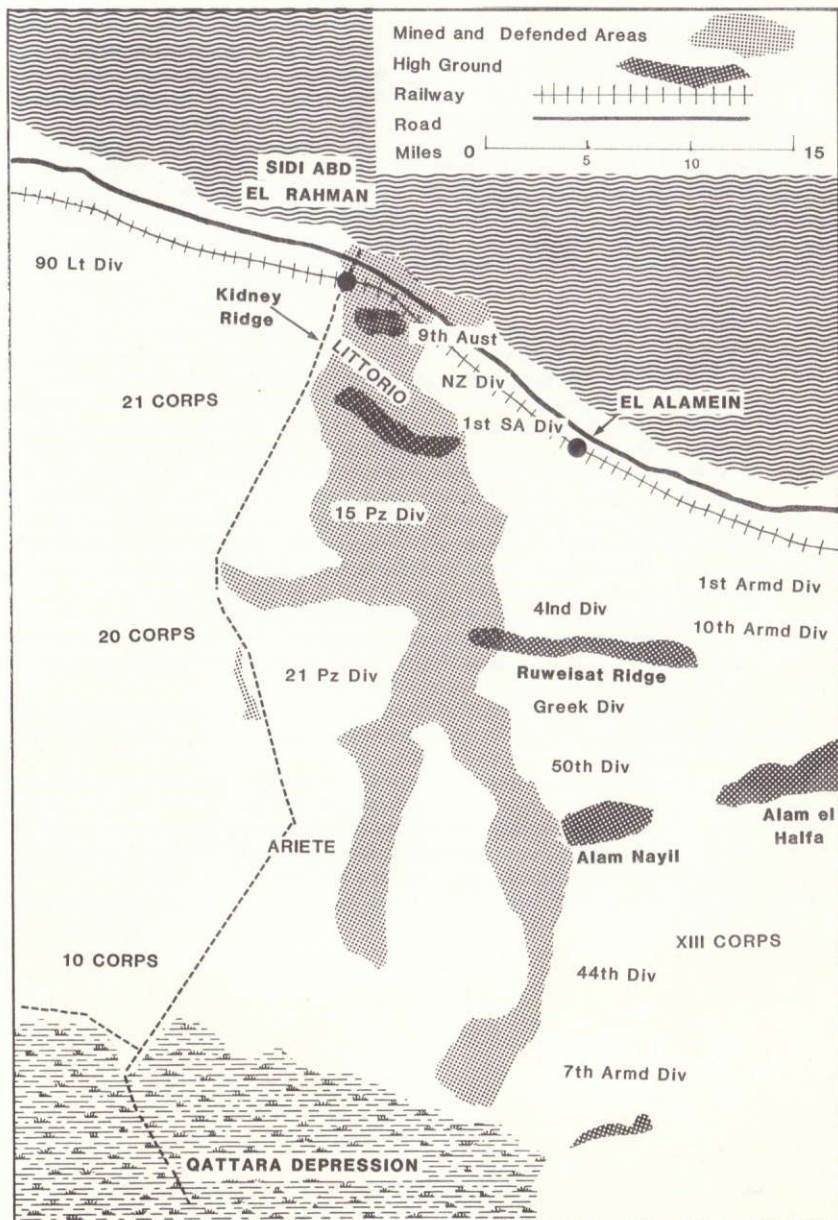 Mined and Defended Areas
High Ground
Railway
Road
Miles 0 5 10 15
SIDI ABD
EL RAHMAN
90 Lt Div
Kidney
Ridge
9th Aust
LITTORIO
NZ Div
21 CORPS
EL ALAMEIN
1st SA Div
15 Pz Div
1st Armd Div
4Ind Div
20 CORPS
10th Armd Div
21 Pz Div
Ruweisat Ridge
Greek Div
50th Div
Alam el
Halfa
ARIETE
Alam Nayil
XIII CORPS
10 CORPS
44th Div
7th Armd Div
QATTARA DEPRESSION